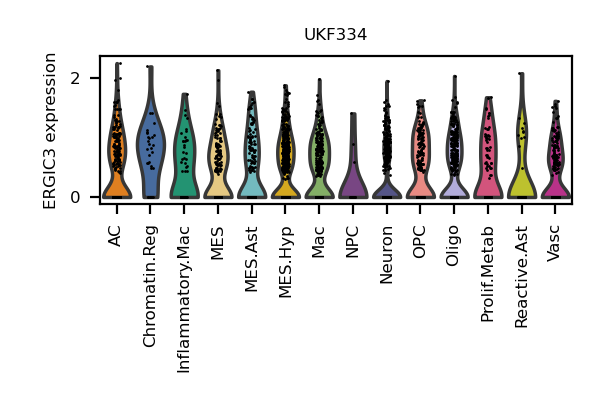 UKF334
ERGIC3 expression
2
0
AC
Chromatin.Reg
Inflammatory.Mac
MES
MES.Ast
MES.Hyp
Mac
NPC
Neuron
OPC
Oligo
Prolif.Metab
Reactive.Ast
Vasc